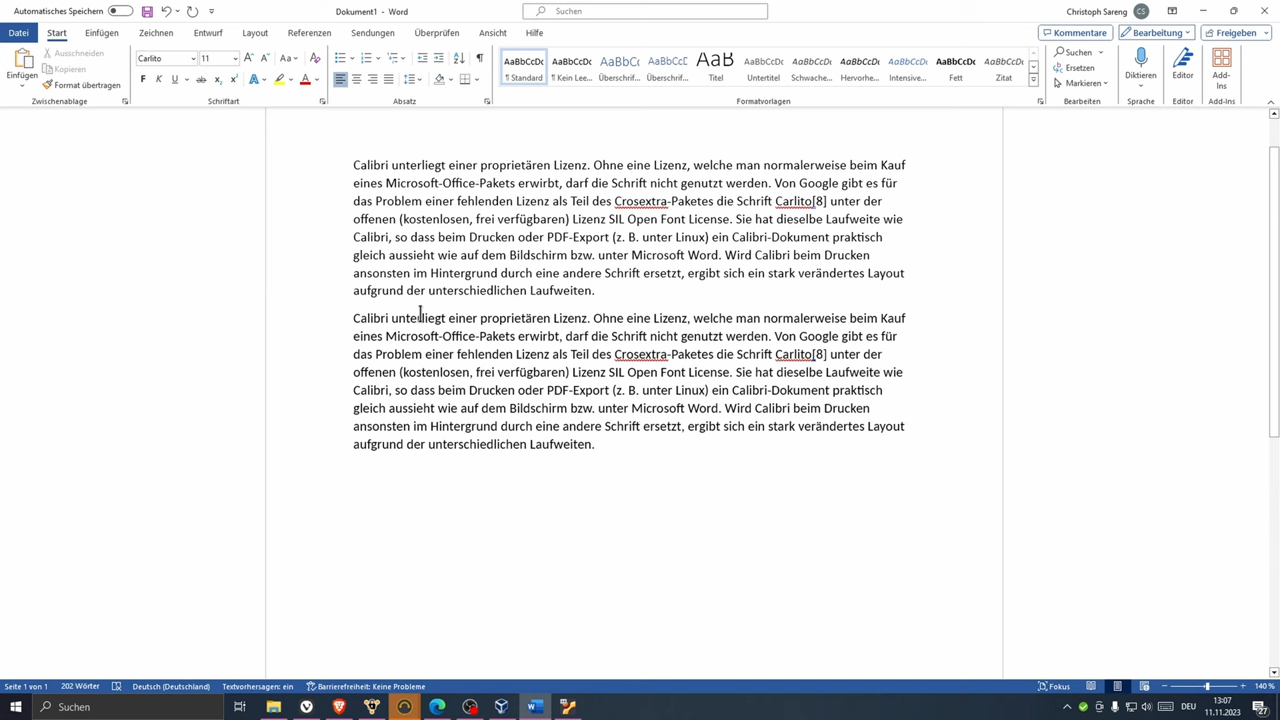 Automatisches Speichern
Dokument1 - Word
Suchen
Christoph Sareng
CS
Datei
Start
Einfügen
Zeichnen
Entwurf
Layout
Referenzen
Sendungen
Überprüfen
Ansicht
Hilfe
Kommentare
Bearbeitung
Freigeben
Einfügen
Ausschneiden
Kopieren
Format übertragen
Zwischenablage
Carlito
11
Schriftart
Absatz
AaBbCcDc
¶ Standard
AaBbCcDc
¶ Kein Lee...
AaBbCc
Überschrif...
AaBbCcD
Überschrif...
AaB
Titel
AaBbCcD
Untertitel
AaBbCcDc
Schwache...
AaBbCcDc
Hervorhe...
AaBbCcDc
Intensive...
AaBbCcDc
Fett
AaBbCcDc
Zitat
Formatvorlagen
Suchen
Ersetzen
Markieren
Bearbeiten
Diktieren
Sprache
Editor
Editor
Add-
Ins
Add-Ins
Calibri unterliegt einer proprietären Lizenz. Ohne eine Lizenz, welche man normalerweise beim Kauf
eines Microsoft-Office-Pakets erwirbt, darf die Schrift nicht genutzt werden. Von Google gibt es für
das Problem einer fehlenden Lizenz als Teil des Crosextra-Paketes die Schrift Carlito[8] unter der
offenen (kostenlosen, frei verfügbaren) Lizenz SIL Open Font License. Sie hat dieselbe Laufweite wie
Calibri, so dass beim Drucken oder PDF-Export (z. B. unter Linux) ein Calibri-Dokument praktisch
gleich aussieht wie auf dem Bildschirm bzw. unter Microsoft Word. Wird Calibri beim Drucken
ansonsten im Hintergrund durch eine andere Schrift ersetzt, ergibt sich ein stark verändertes Layout
aufgrund der unterschiedlichen Laufweiten.
Calibri unterliegt einer proprietären Lizenz. Ohne eine Lizenz, welche man normalerweise beim Kauf
eines Microsoft-Office-Pakets erwirbt, darf die Schrift nicht genutzt werden. Von Google gibt es für
das Problem einer fehlenden Lizenz als Teil des Crosextra-Paketes die Schrift Carlito[8] unter der
offenen (kostenlosen, frei verfügbaren) Lizenz SIL Open Font License. Sie hat dieselbe Laufweite wie
Calibri, so dass beim Drucken oder PDF-Export (z. B. unter Linux) ein Calibri-Dokument praktisch
gleich aussieht wie auf dem Bildschirm bzw. unter Microsoft Word. Wird Calibri beim Drucken
ansonsten im Hintergrund durch eine andere Schrift ersetzt, ergibt sich ein stark verändertes Layout
aufgrund der unterschiedlichen Laufweiten.
Seite 1 von 1
202 Wörter
Deutsch (Deutschland)
Textvorhersagen: ein
Barrierefreiheit: Keine Probleme
Fokus
140 %
Suchen
DEU
13:07
11.11.2023
27